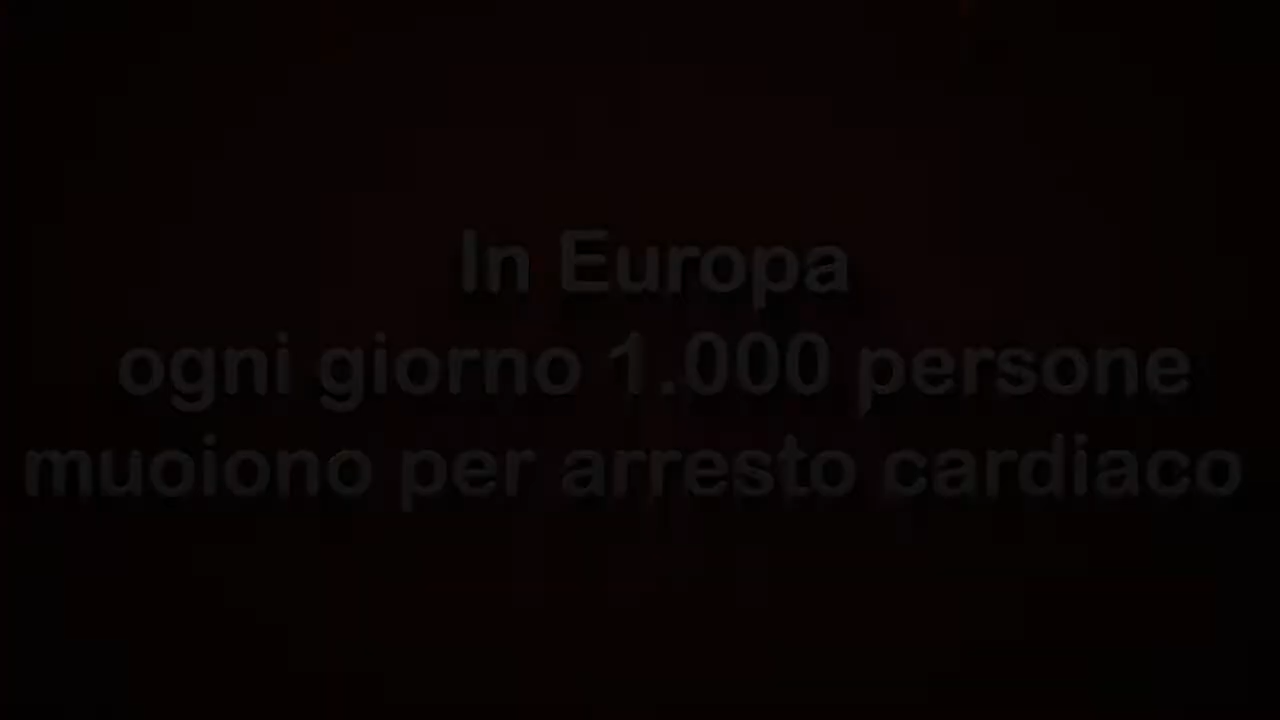 In Europa
ogni giorno 1.000 persone
muoiono per arresto cardiaco